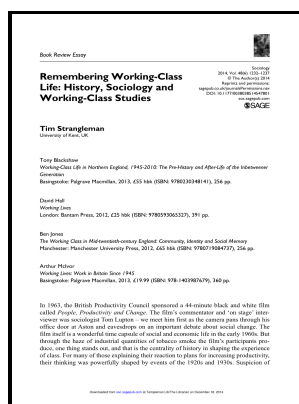 Book Review Essay
Remembering Working-Class
Life: History, Sociology and
Working-Class Studies
Sociology
2014, Vol. 48(6) 1232–1237
© The Author(s) 2014
Reprints and permissions:
sagepub.co.uk/journalsPermissions.nav
DOI: 10.1177/0038038514547801
SAGE
Tim Strangleman
University of Kent, UK
Tony Blackshaw
Working-Class Life in Northern England, 1945-2010: The Pre-History and After-Life of the Inbetweener
Generation
Basingstoke: Palgrave Macmillan, 2013, £55 hbk (ISBN: 9780230348141), 256 pp.
David Hall
Working Lives
London: Bantam Press, 2012, £25 hbk (ISBN: 9780593065327), 391 pp.
Ben Jones
The Working Class in Mid-twentieth-century England: Community, Identity and Social Memory
Manchester: Manchester University Press, 2012, £65 hbk (ISBN: 9780719084737), 256 pp.
Arthur McIvor
Working Lives: Work in Britain Since 1945
Basingstoke: Palgrave Macmillan, 2013, £19.99 (ISBN: 978-1403987679), 360 pp.
In 1963, the British Productivity Council sponsored a 44-minute black and white film
called People, Productivity and Change. The film's commentator and 'on stage' inter-
viewer was sociologist Tom Lupton – we meet him first as the camera pans through his
office door at Aston and eavesdrops on an important debate about social change. The
film itself is a wonderful time capsule of social and economic life in the early 1960s. But
through the haze of industrial quantities of tobacco smoke the film's participants pro-
duce, one thing stands out, and that is the centrality of history in shaping the experience
of class. For many of those explaining their reaction to plans for increasing productivity,
their thinking was powerfully shaped by events of the 1920s and 1930s. Suspicion of
Downloaded from soc.sagepub.com at Templeman Lib/The Librarian on December 18, 2014